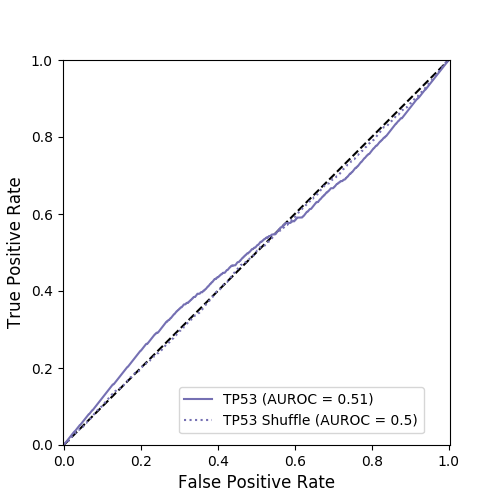 1.0
0.8
0.6
0.4
0.2
0.0
True Positive Rate
TP53 (AUROC = 0.51)
TP53 Shuffle (AUROC = 0.5)
0.0 0.2 0.4 0.6 0.8 1.0
False Positive Rate